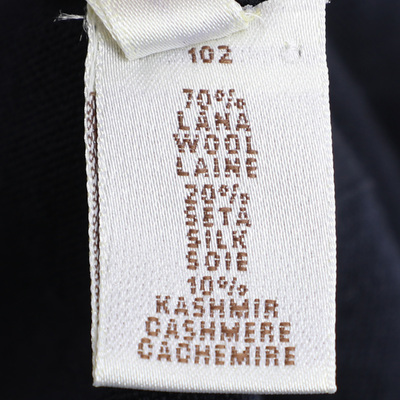 102
70%
LANA
WOOL
LAINE
20%
SETA
SILK
SOIE
10%
KASHMIR
CASHMERE
CACHEMIRE